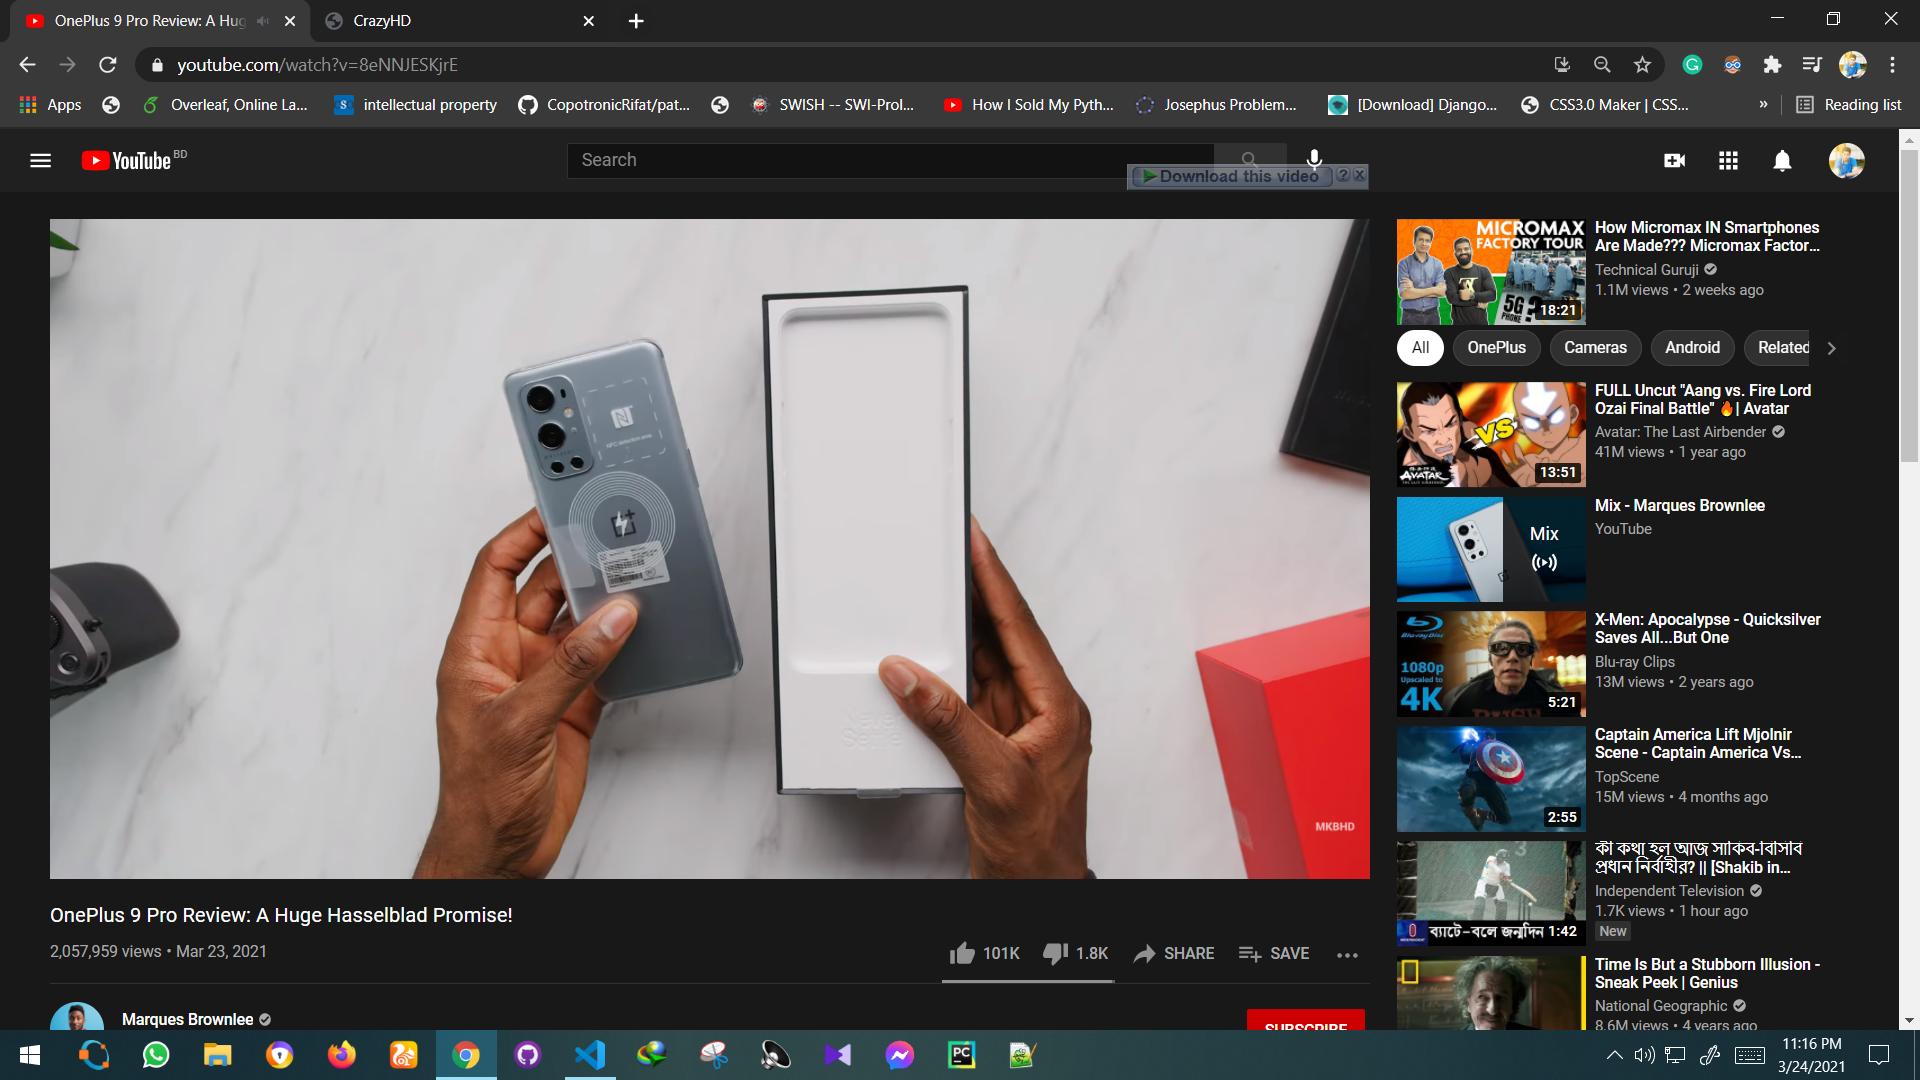 OnePlus 9 Pro Review: A Hug
CrazyHD
youtube.com/watch?v=8eNNJESKjrE
Apps
Overleaf, Online La...
intellectual property
CopotronicRifat/pat...
SWISH -- SWI-Prol...
How I Sold My Pyth...
Josephus Problem...
[Download] Django...
CSS3.0 Maker | CSS...
»
Reading list
YouTube BD
Search
Download this video
MKBHD
OnePlus 9 Pro Review: A Huge Hasselblad Promise!
2,057,959 views • Mar 23, 2021
101K
1.8K
SHARE
SAVE
Marques Brownlee
SUBSCRIBE
MICROMAX
FACTORY TOUR
5G ?
PHONE
18:21
How Micromax IN Smartphones
Are Made??? Micromax Factor...
Technical Guruji
1.1M views • 2 weeks ago
All
OnePlus
Cameras
Android
Related
VS
AVATAR
13:51
FULL Uncut "Aang vs. Fire Lord
Ozai Final Battle" 🔥| Avatar
Avatar: The Last Airbender
41M views • 1 year ago
Mix
Mix - Marques Brownlee
YouTube
Blu-ray Disc
1080p
Upscaled to
4K
5:21
X-Men: Apocalypse - Quicksilver
Saves All...But One
Blu-ray Clips
13M views • 2 years ago
2:55
Captain America Lift Mjolnir
Scene - Captain America Vs...
TopScene
15M views • 4 months ago
ব্যাটে-বলে জন্মদিন
1:42
কী কথা হল আজ সাকিব-বিসিবি
প্রধান নির্বাহীর? || [Shakib in...
Independent Television
1.7K views • 1 hour ago
New
Time Is But a Stubborn Illusion -
Sneak Peek | Genius
National Geographic
8.6M views • 4 years ago
11:16 PM
3/24/2021